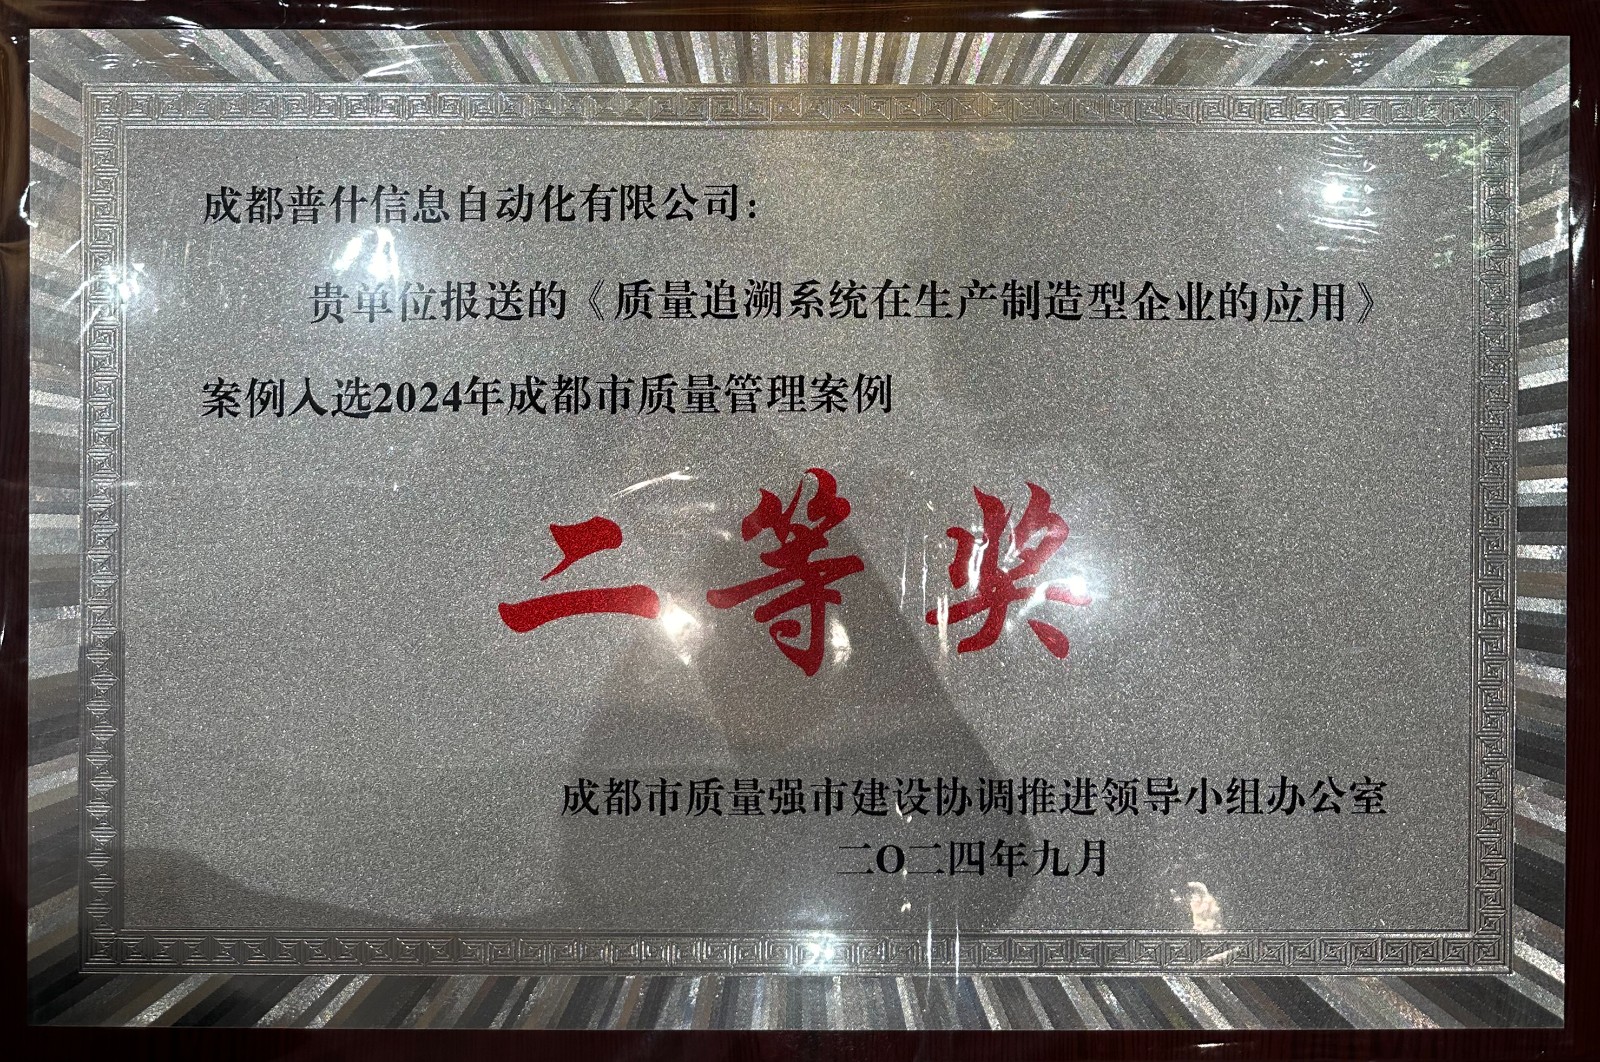 成都普什信息自动化有限公司：
贵单位报送的《质量追溯系统在生产制造型企业的应用》
案例入选2024年成都市质量管理案例
二等奖
成都市质量强市建设协调推进领导小组办公室
二O二四年九月